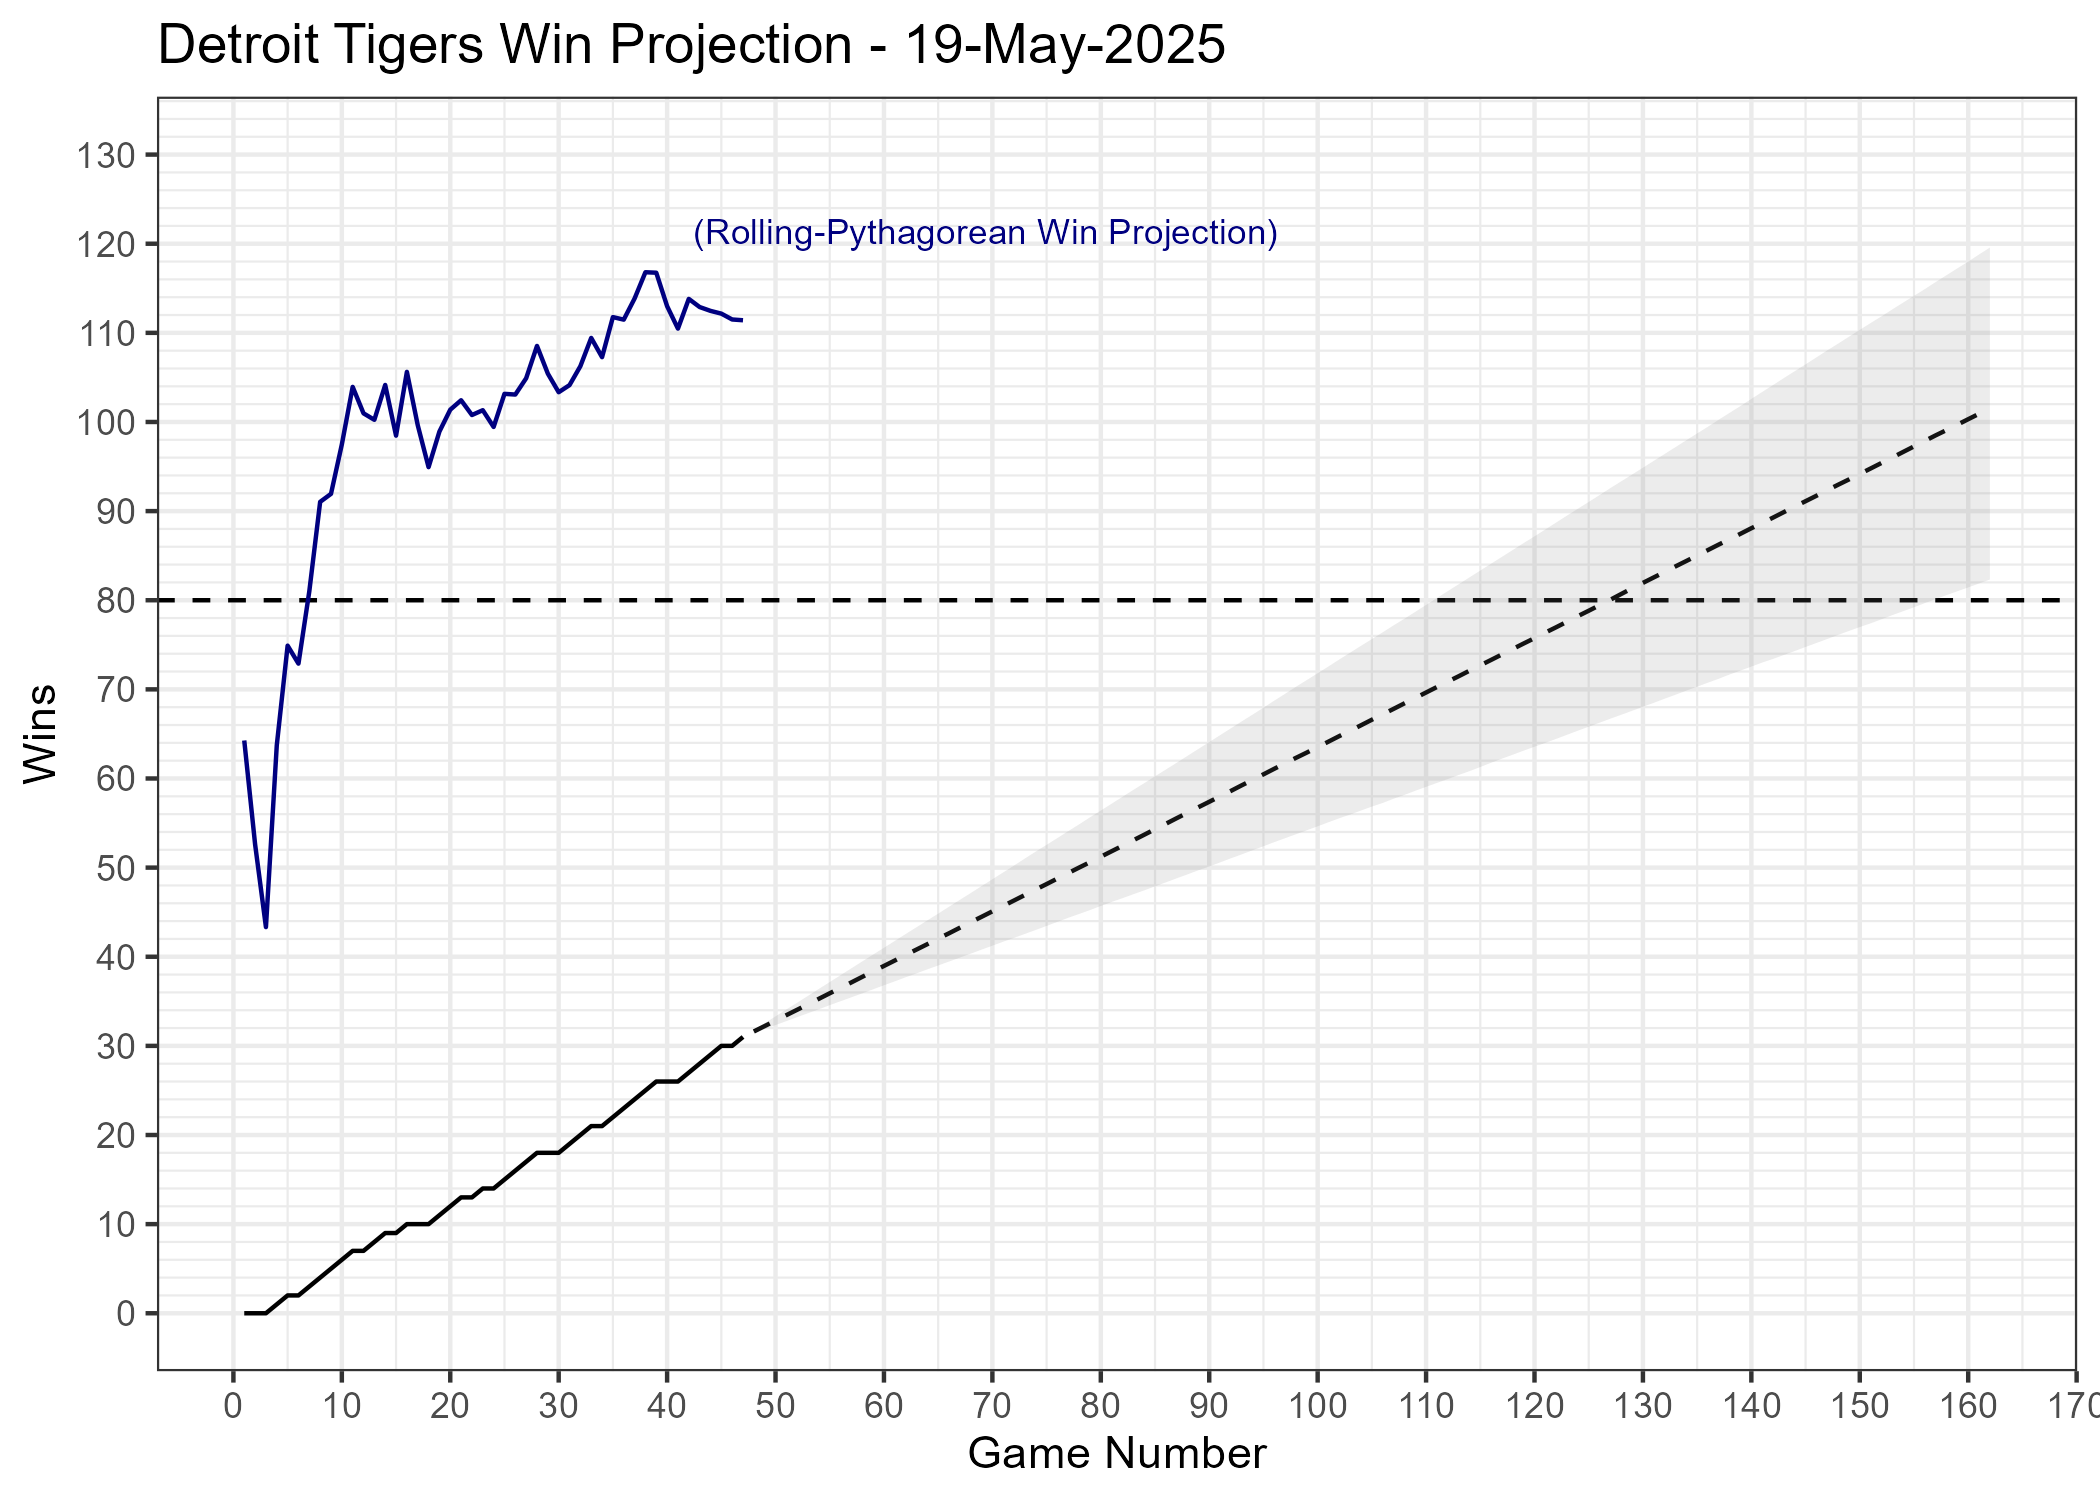 Detroit Tigers Win Projection - 19-May-2025
130
(Rolling-Pythagorean Win Projection)
120
110
100
90
80
70
Wins
60
50
40
30
20
10
0
0 10 20 30 40 50 60 70 80 90 100 110 120 130 140 150 160 170
Game Number